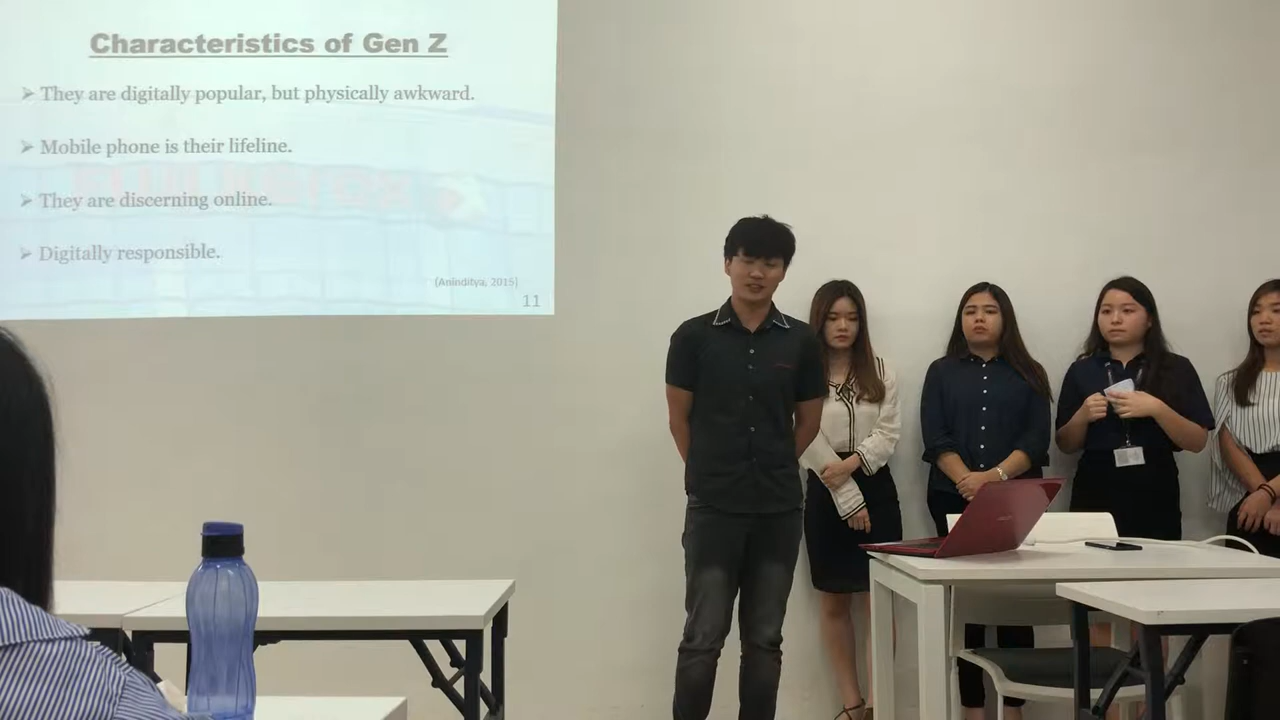 Characteristics of Gen Z
➢ They are digitally popular, but physically awkward.
➢ Mobile phone is their lifeline.
➢ They are discerning online.
➢ Digitally responsible.
(Aninditya, 2015)
11